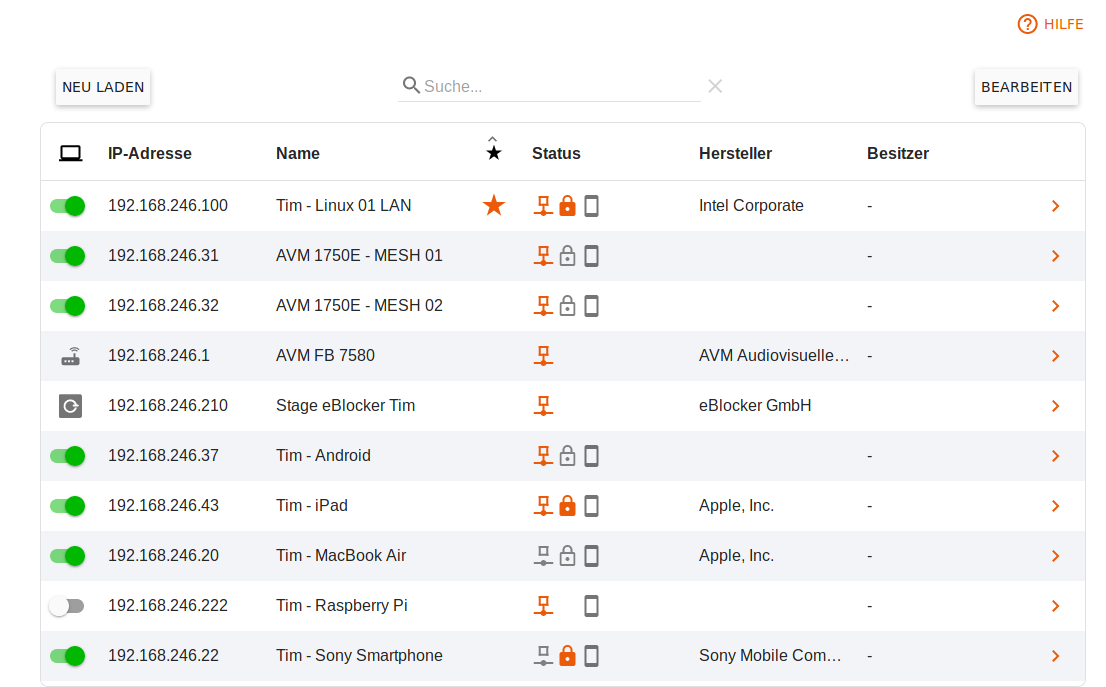 HILFE
NEU LADEN Suche... BEARBEITEN
IP-Adresse Name Status Hersteller Besitzer
192.168.246.100 Tim - Linux 01 LAN Intel Corporate -
192.168.246.31 AVM 1750E - MESH 01 -
192.168.246.32 AVM 1750E - MESH 02 -
192.168.246.1 AVM FB 7580 AVM Audiovisuelle… -
192.168.246.210 Stage eBlocker Tim eBlocker GmbH
192.168.246.37 Tim - Android -
192.168.246.43 Tim - iPad Apple, Inc. -
192.168.246.20 Tim - MacBook Air Apple, Inc. -
192.168.246.222 Tim - Raspberry Pi -
192.168.246.22 Tim - Sony Smartphone Sony Mobile Com… -